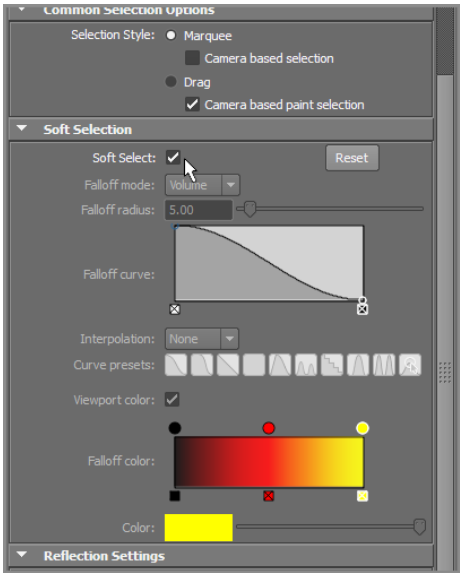 Common Selection Options
Selection Style: Marquee
Camera based selection
Drag
Camera based paint selection
Soft Selection
Soft Select: Reset
Falloff mode: Volume
Falloff radius: 5.00
Falloff curve:
Interpolation: None
Curve presets:
Viewport color:
Falloff color:
Color:
Reflection Settings